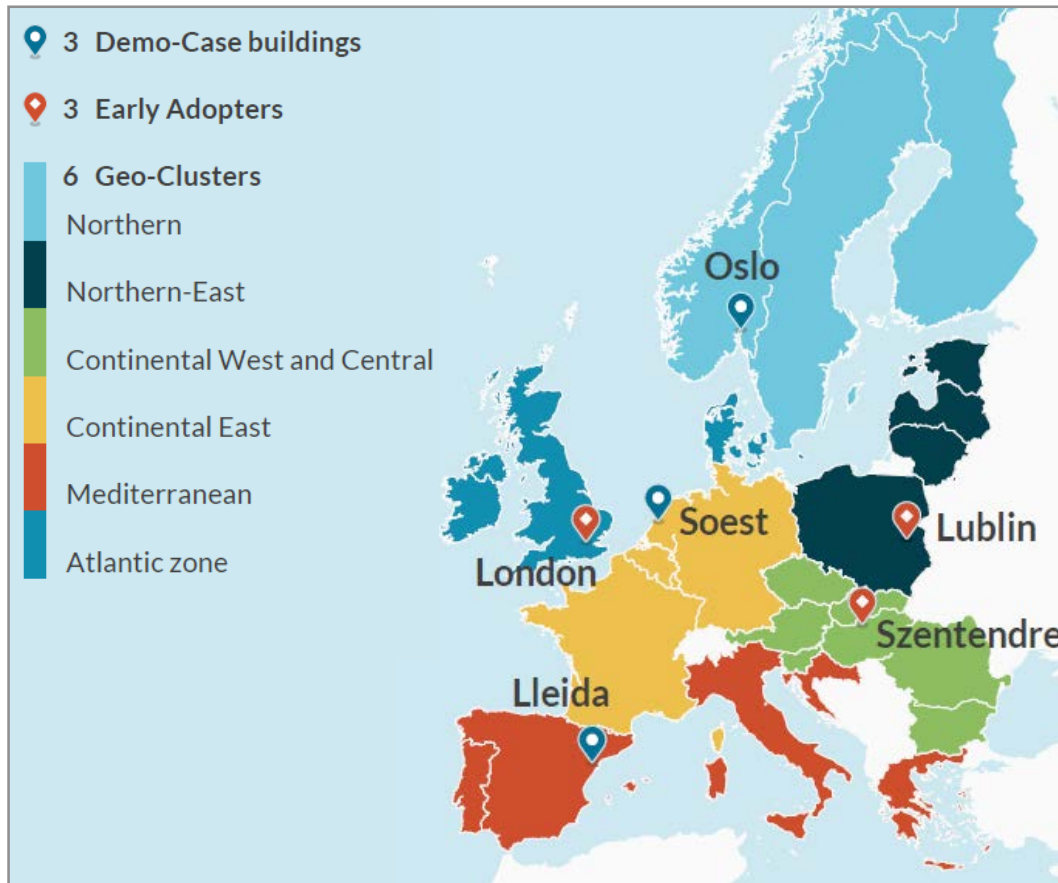 3 Demo-Case buildings
3 Early Adopters
6 Geo-Clusters
Northern
Northern-East
Continental West and Central
Continental East
Mediterranean
Atlantic zone
Oslo
Soest
Lublin
London
Szentendre
Lleida